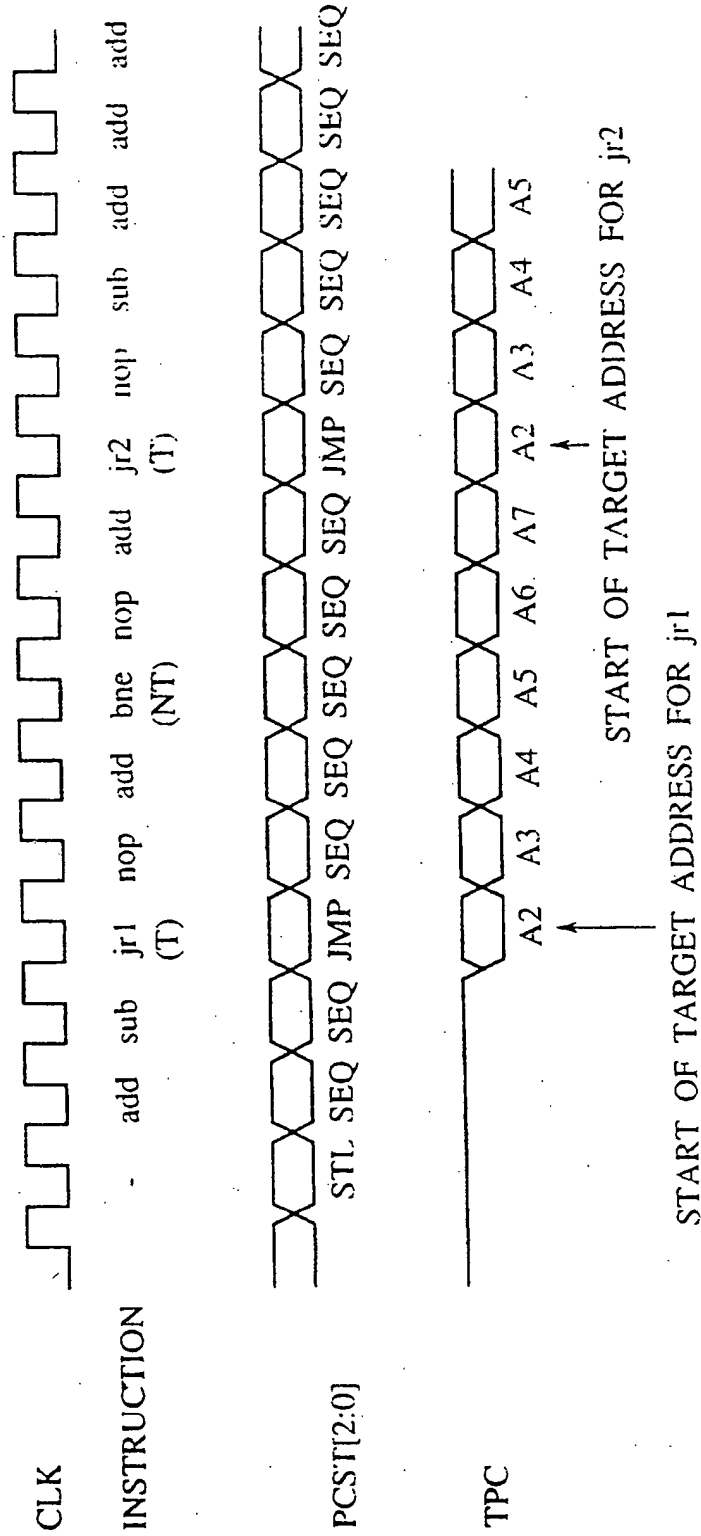 CLK
INSTRUCTION - add sub jr1 nop add bne nop add jr2 nop sub add add add
(T) (NT) (T)
PCST[2:0] STL SEQ SEQ JMP SEQ SEQ SEQ SEQ SEQ JMP SEQ SEQ SEQ SEQ SEQ
TPC A2 A3 A4 A5 A6 A7 A2 A3 A4 A5
START OF TARGET ADDRESS FOR jr2
START OF TARGET ADDRESS FOR jr1